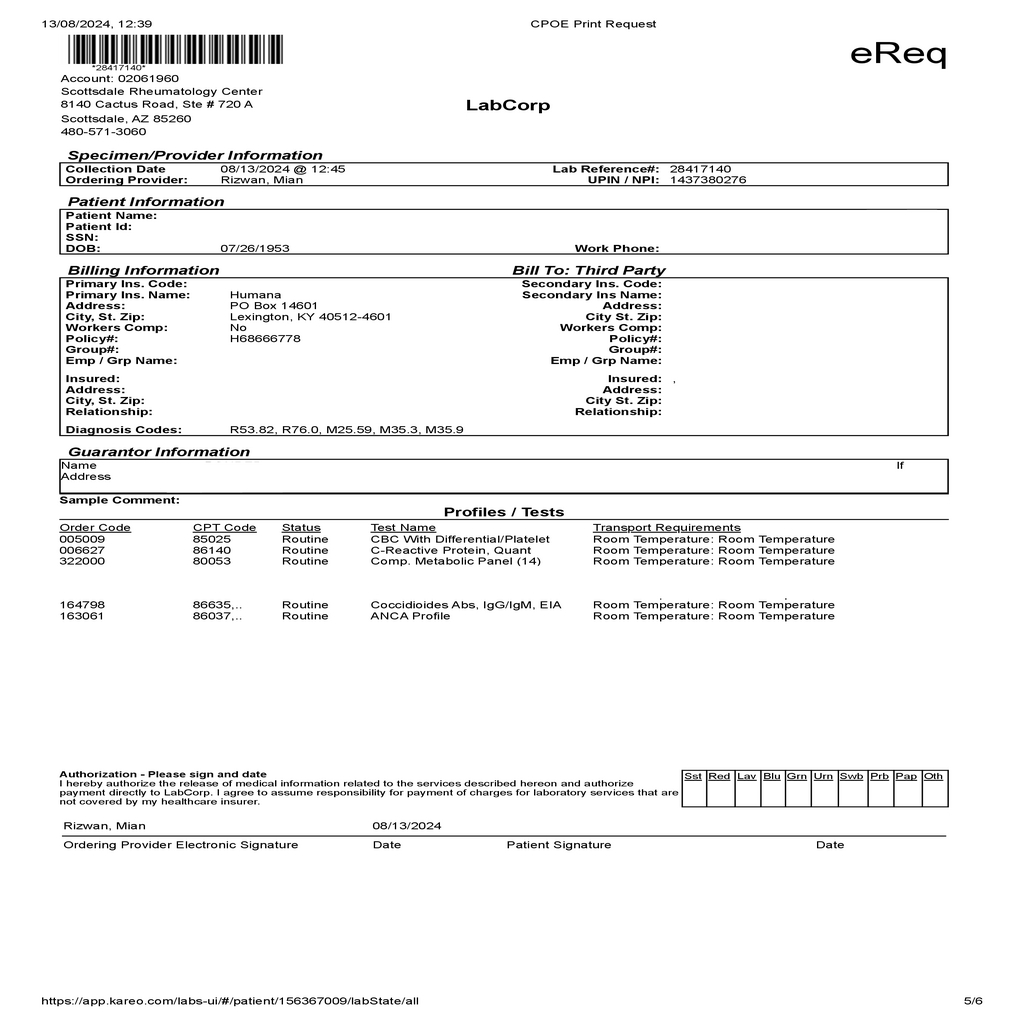 13/08/2024, 12:39 CPOE Print Request
*28417140*
eReq
Account: 02061960
Scottsdale Rheumatology Center
8140 Cactus Road, Ste # 720 A
LabCorp
Scottsdale, AZ 85260
480-571-3060
Specimen/Provider Information
Collection Date 08/13/2024 @ 12:45 Lab Reference#: 28417140
Ordering Provider: Rizwan, Mian UPIN / NPI: 1437380276
Patient Information
Patient Name:
Patient Id:
SSN:
DOB: 07/26/1953 Work Phone:
Billing Information Bill To: Third Party
Primary Ins. Code: Secondary Ins. Code:
Primary Ins. Name: Humana Secondary Ins Name:
Address: PO Box 14601 Address:
City, St. Zip: Lexington, KY 40512-4601 City St. Zip:
Workers Comp: No Workers Comp:
Policy#: H68666778 Policy#:
Group#: Group#:
Emp / Grp Name: Emp / Grp Name:
Insured: Insured: ,
Address: Address:
City, St. Zip: City St. Zip:
Relationship: Relationship:
Diagnosis Codes: R53.82, R76.0, M25.59, M35.3, M35.9
Guarantor Information
Name If
Address
Sample Comment:
Profiles / Tests
Order Code CPT Code Status Test Name Transport Requirements
005009 85025 Routine CBC With Differential/Platelet Room Temperature: Room Temperature
006627 86140 Routine C-Reactive Protein, Quant Room Temperature: Room Temperature
322000 80053 Routine Comp. Metabolic Panel (14) Room Temperature: Room Temperature
164798 86635,.. Routine Coccidioides Abs, IgG/IgM, EIA Room Temperature: Room Temperature
163061 86037,.. Routine ANCA Profile Room Temperature: Room Temperature
Authorization - Please sign and date
I hereby authorize the release of medical information related to the services described hereon and authorize
payment directly to LabCorp. I agree to assume responsibility for payment of charges for laboratory services that are
not covered by my healthcare insurer.
Sst Red Lav Blu Grn Urn Swb Prb Pap Oth
Rizwan, Mian 08/13/2024
Ordering Provider Electronic Signature Date Patient Signature Date
https://app.kareo.com/labs-ui/#/patient/156367009/labState/all 5/6